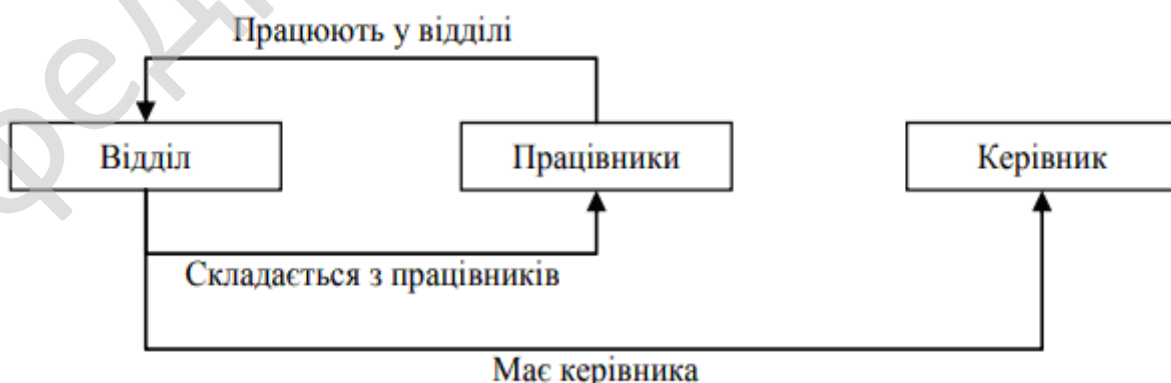 Працюють у відділі
Відділ
Працівники
Керівник
Складається з працівників
Має керівника